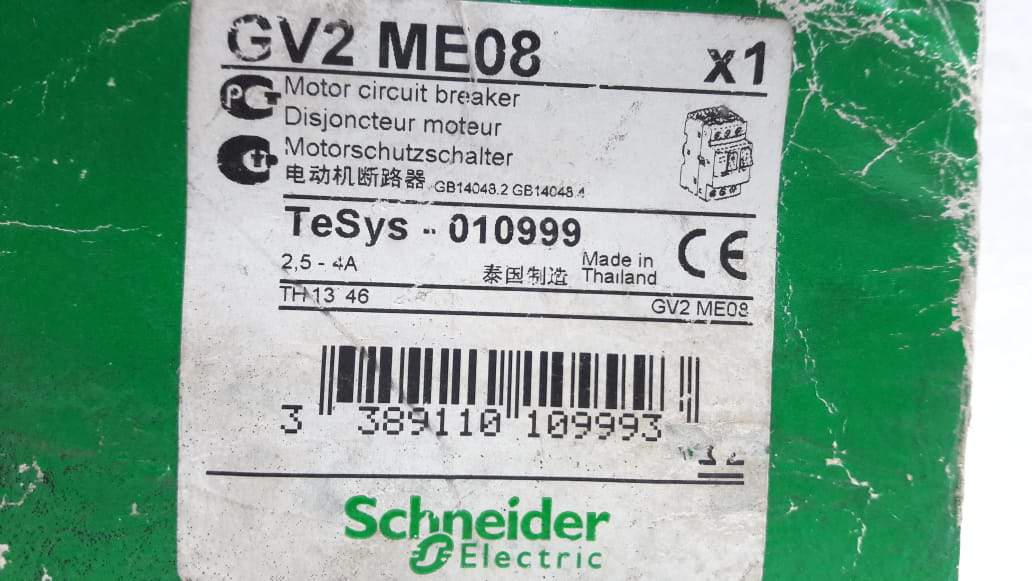 GV2 ME08 x1
Motor circuit breaker
Disjoncteur moteur
Motorschutzschalter
电动机断路器 GB14048.2 GB14048.4
TeSys - 010999
2,5 - 4A
泰国制造
Made in
Thailand
CE
TH 13 46
GV2 ME08
3 389110 109993
Schneider
Electric